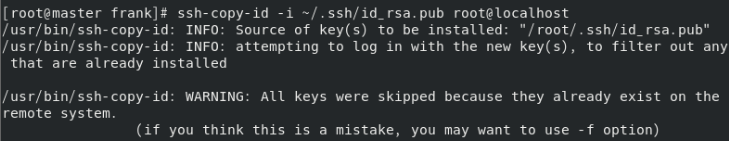 [root@master frank]# ssh-copy-id -i ~/.ssh/id_rsa.pub root@localhost
/usr/bin/ssh-copy-id: INFO: Source of key(s) to be installed: "/root/.ssh/id_rsa.pub"
/usr/bin/ssh-copy-id: INFO: attempting to log in with the new key(s), to filter out any
 that are already installed

/usr/bin/ssh-copy-id: WARNING: All keys were skipped because they already exist on the
remote system.
                (if you think this is a mistake, you may want to use -f option)